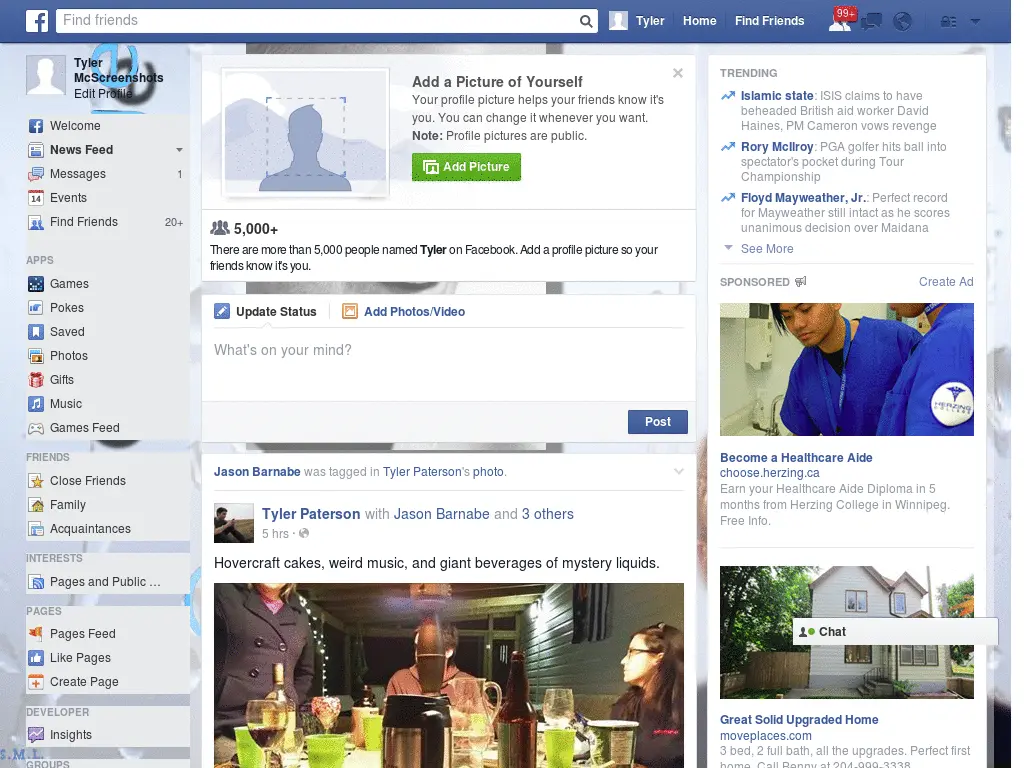 Find friends
Tyler
Home
Find Friends
99+
Tyler
McScreenshots
Edit Profile
Welcome
News Feed
Messages 1
Events
Find Friends 20+
APPS
Games
Pokes
Saved
Photos
Gifts
Music
Games Feed
FRIENDS
Close Friends
Family
Acquaintances
INTERESTS
Pages and Public ...
PAGES
Pages Feed
Like Pages
Create Page
DEVELOPER
Insights
GROUPS
S.M.L.
Add a Picture of Yourself
Your profile picture helps your friends know it's
you. You can change it whenever you want.
Note: Profile pictures are public.
Add Picture
5,000+
There are more than 5,000 people named Tyler on Facebook. Add a profile picture so your
friends know it's you.
Update Status
Add Photos/Video
What's on your mind?
Post
Jason Barnabe was tagged in Tyler Paterson's photo.
Tyler Paterson with Jason Barnabe and 3 others
5 hrs ·
Hovercraft cakes, weird music, and giant beverages of mystery liquids.
TRENDING
Islamic state: ISIS claims to have
beheaded British aid worker David
Haines, PM Cameron vows revenge
Rory McIlroy: PGA golfer hits ball into
spectator's pocket during Tour
Championship
Floyd Mayweather, Jr.: Perfect record
for Mayweather still intact as he scores
unanimous decision over Maidana
See More
SPONSORED
Create Ad
HERZING
COLLEGE
Become a Healthcare Aide
choose.herzing.ca
Earn your Healthcare Aide Diploma in 5
months from Herzing College in Winnipeg.
Free Info.
Chat
Great Solid Upgraded Home
moveplaces.com
3 bed, 2 full bath, all the upgrades. Perfect first
home. Call Benny at 204-999-3338